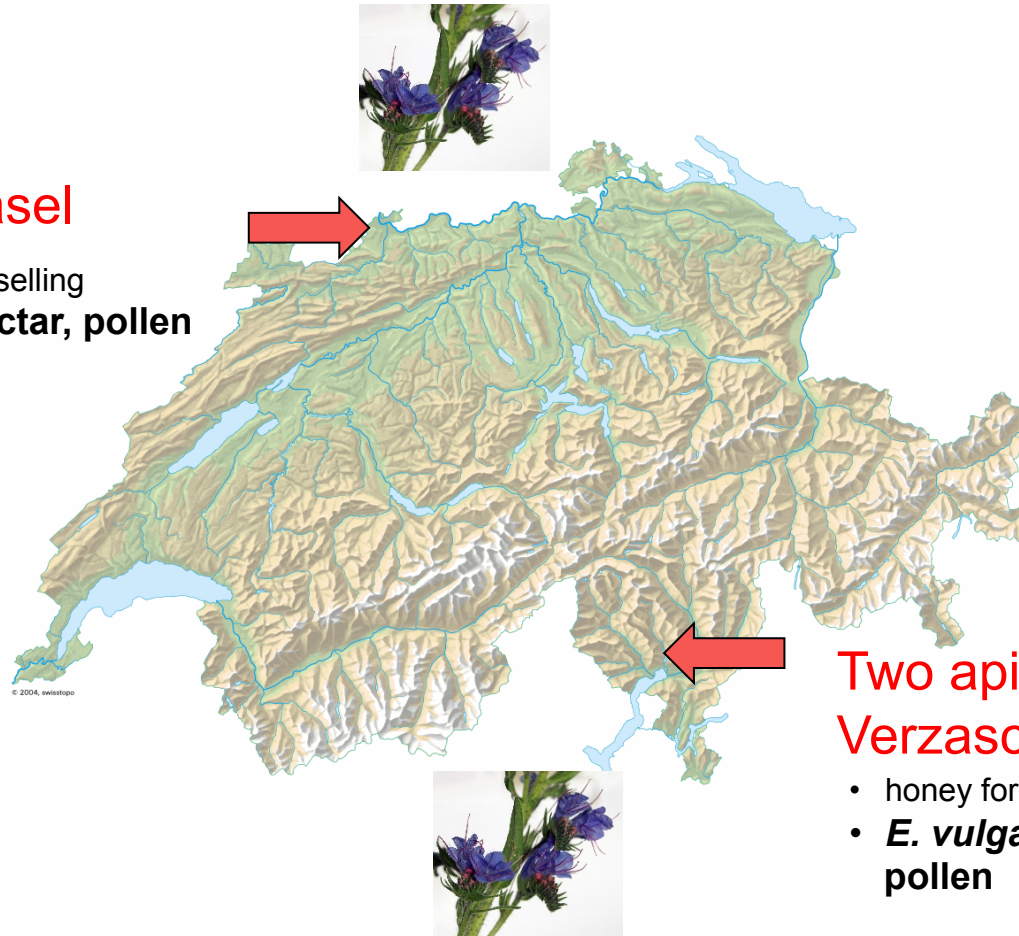 asel
selling
ctar, pollen
© 2004, swisstopo
Two api
Verzasc
• honey for
• E. vulga
pollen